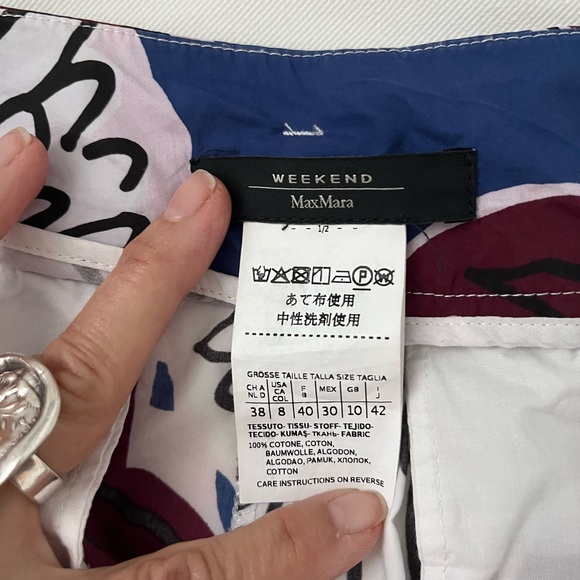 WEEKEND
MaxMara
- - 1/2 - -
P W
あて布使用
中性洗剤使用
GRÖSSE TAILLE TALLA SIZE TAGLIA
CH A NL D USA CA COL F B MEX GB I J
38 8 40 30 10 42
TESSUTO- TISSU- STOFF- TEJIDO-
TECIDO- KUMAŞ- ТКАНЬ- FABRIC
100% COTONE, COTON,
BAUMWOLLE, ALGODON,
ALGODAO, PAMUK, ХЛОПОК,
COTTON
CARE INSTRUCTIONS ON REVERSE